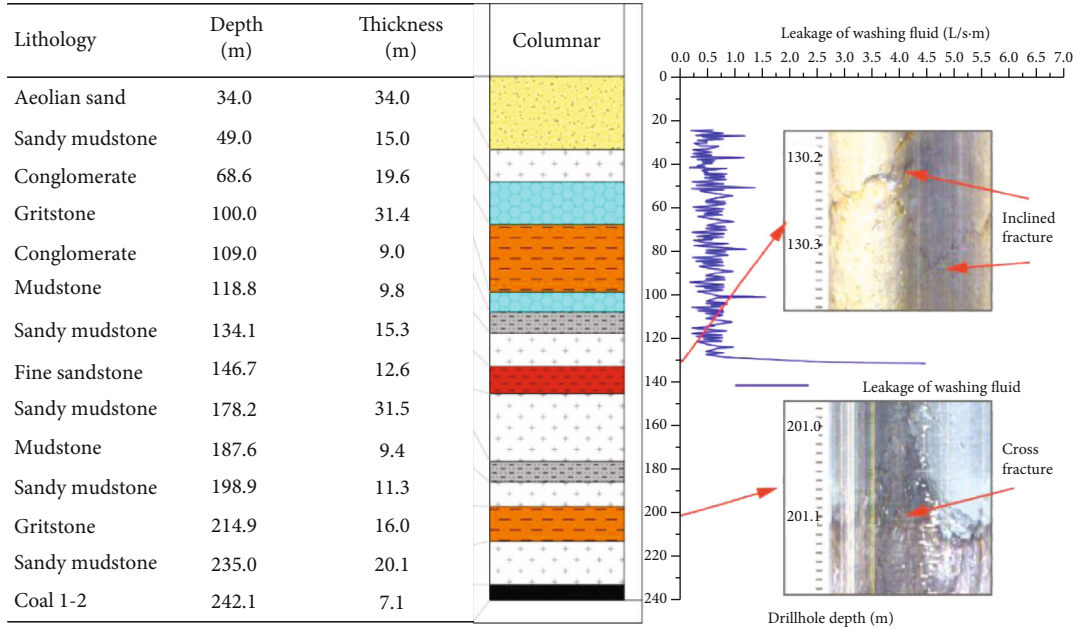 Lithology Depth (m) Thickness (m) Columnar
Aeolian sand 34.0 34.0
Sandy mudstone 49.0 15.0
Conglomerate 68.6 19.6
Gritstone 100.0 31.4
Conglomerate 109.0 9.0
Mudstone 118.8 9.8
Sandy mudstone 134.1 15.3
Fine sandstone 146.7 12.6
Sandy mudstone 178.2 31.5
Mudstone 187.6 9.4
Sandy mudstone 198.9 11.3
Gritstone 214.9 16.0
Sandy mudstone 235.0 20.1
Coal 1-2 242.1 7.1
Leakage of washing fluid (L/s·m)
0.0 0.5 1.0 1.5 2.0 2.5 3.0 3.5 4.0 4.5 5.0 5.5 6.0 6.5 7.0
0
20
40
60
80
100
120
140
160
180
200
220
240
130.2
130.3
Inclined
fracture
Leakage of washing fluid
201.0
201.1
Cross
fracture
Drillhole depth (m)